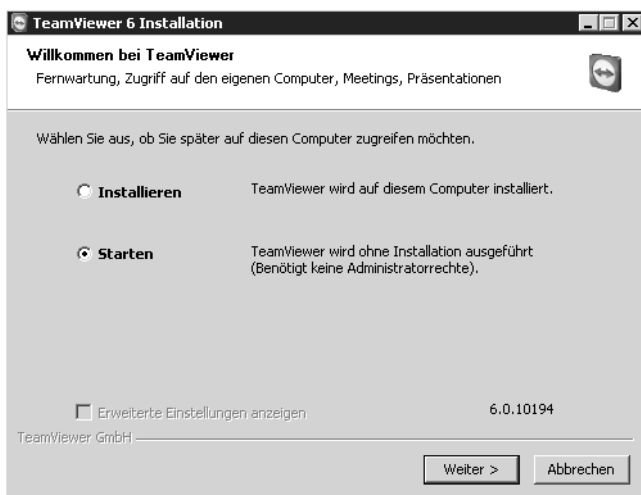 TeamViewer 6 Installation
Willkommen bei TeamViewer
Fernwartung, Zugriff auf den eigenen Computer, Meetings, Präsentationen
Wählen Sie aus, ob Sie später auf diesen Computer zugreifen möchten.
Installieren TeamViewer wird auf diesem Computer installiert.
Starten TeamViewer wird ohne Installation ausgeführt
(Benötigt keine Administratorrechte).
Erweiterte Einstellungen anzeigen 6.0.10194
TeamViewer GmbH
Weiter > Abbrechen